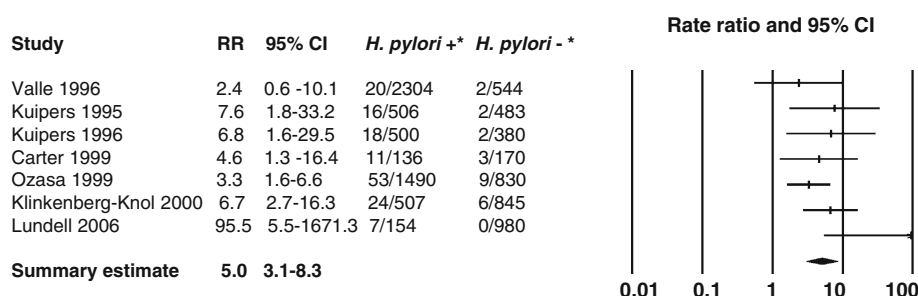 Rate ratio and 95% CI
Study RR 95% CI H. pylori +* H. pylori - *
Valle 1996 2.4 0.6 -10.1 20/2304 2/544
Kuipers 1995 7.6 1.8-33.2 16/506 2/483
Kuipers 1996 6.8 1.6-29.5 18/500 2/380
Carter 1999 4.6 1.3 -16.4 11/136 3/170
Ozasa 1999 3.3 1.6-6.6 53/1490 9/830
Klinkenberg-Knol 2000 6.7 2.7-16.3 24/507 6/845
Lundell 2006 95.5 5.5-1671.3 7/154 0/980
Summary estimate 5.0 3.1-8.3
0.01 0.1 1 10 100